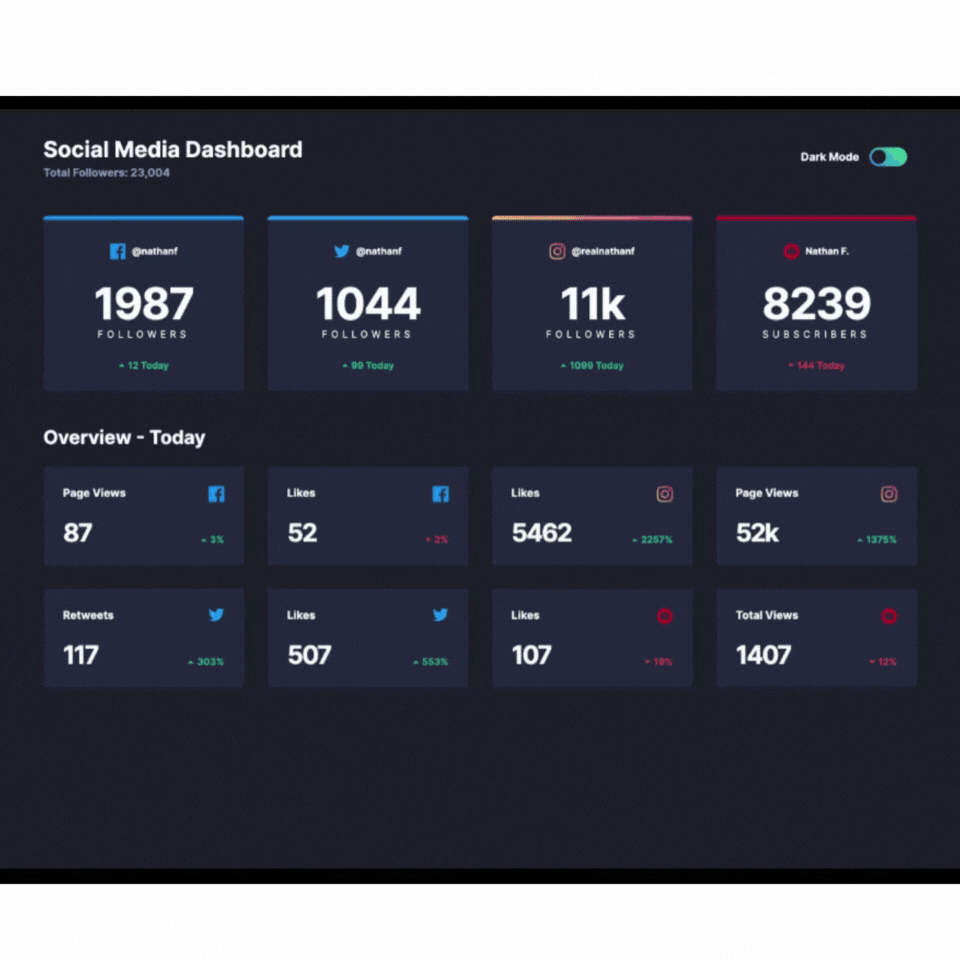 Social Media Dashboard
Total Followers: 23,004
Dark Mode
@nathanf
1987
FOLLOWERS
12 Today
@nathanf
1044
FOLLOWERS
99 Today
@realnathanf
11k
FOLLOWERS
1099 Today
Nathan F.
8239
SUBSCRIBERS
144 Today
Overview - Today
Page Views
87
3%
Likes
52
2%
Likes
5462
2257%
Page Views
52k
1375%
Retweets
117
303%
Likes
507
553%
Likes
107
19%
Total Views
1407
12%